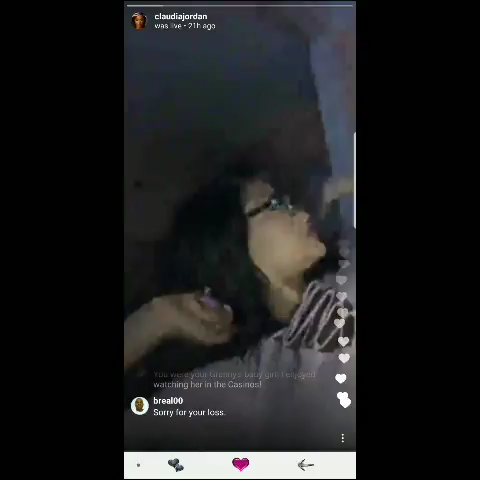 claudiajordan
was live • 21h ago
You were your Granny's baby girl! I enjoyed
watching her in the Casinos!
breal00
Sorry for your loss.